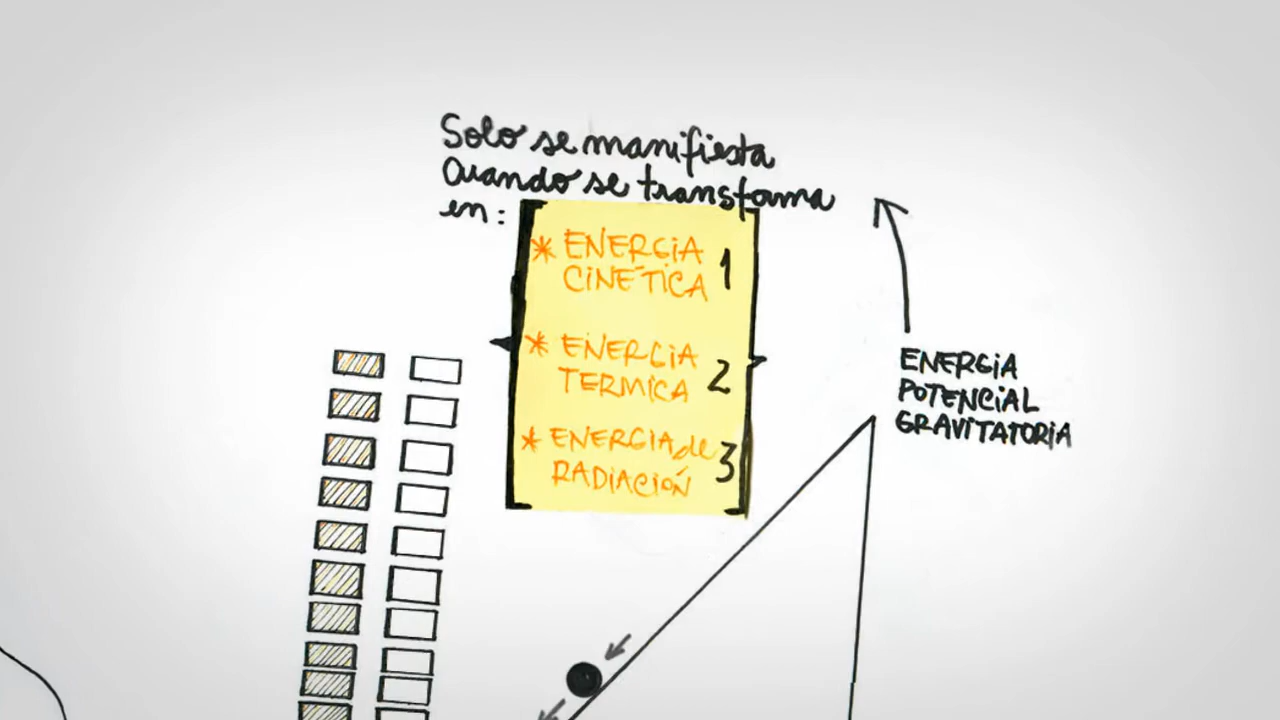 Solo se manifiesta
Cuando se transforma
en:
* ENERGIA 1
CINÉTICA
* ENERGIA 2
TERMICA
* ENERGIA de 3
RADIACIÓN
ENERGIA
POTENCIAL
GRAVITATORIA